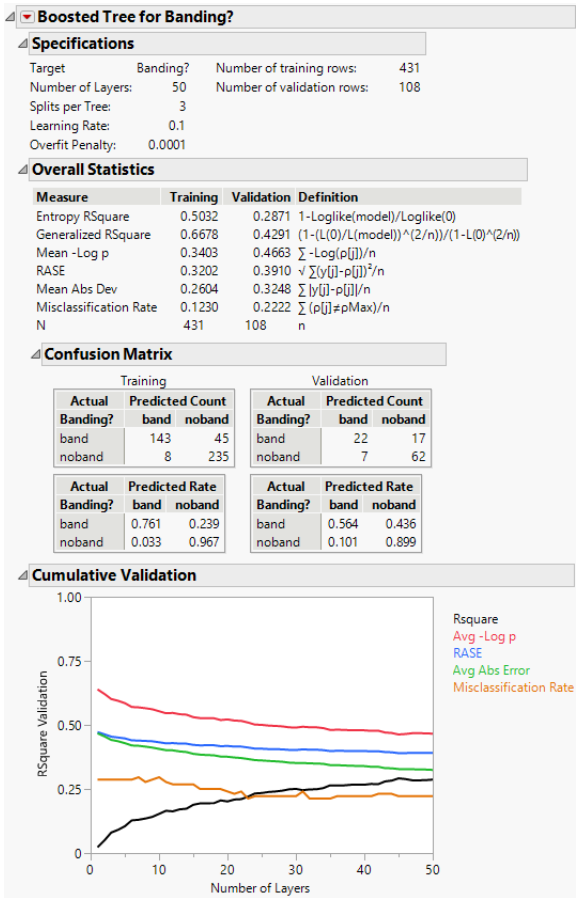 Boosted Tree for Banding?
Specifications
Target Banding? Number of training rows: 431
Number of Layers: 50 Number of validation rows: 108
Splits per Tree: 3
Learning Rate: 0.1
Overfit Penalty: 0.0001
Overall Statistics
Measure Training Validation Definition
Entropy RSquare 0.5032 0.2871 1-Loglike(model)/Loglike(0)
Generalized RSquare 0.6678 0.4291 (1-(L(0)/L(model))^(2/n))/(1-L(0)^(2/n))
Mean -Log p 0.3403 0.4663 ∑ -Log(ρ[j])/n
RASE 0.3202 0.3910 √ ∑(y[j]-ρ[j])²/n
Mean Abs Dev 0.2604 0.3248 ∑ |y[j]-ρ[j]|/n
Misclassification Rate 0.1230 0.2222 ∑ (ρ[j]≠ρMax)/n
N 431 108 n
Confusion Matrix
Training Validation
Actual Predicted Count Actual Predicted Count
Banding? band noband Banding? band noband
band 143 45 band 22 17
noband 8 235 noband 7 62
Actual Predicted Rate Actual Predicted Rate
Banding? band noband Banding? band noband
band 0.761 0.239 band 0.564 0.436
noband 0.033 0.967 noband 0.101 0.899
Cumulative Validation
1.00
0.75
0.50
0.25
0
RSquare Validation
0 10 20 30 40 50
Number of Layers
Rsquare
Avg -Log p
RASE
Avg Abs Error
Misclassification Rate